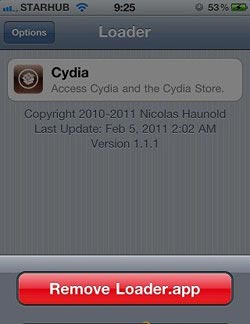 STARHUB 9:25 53%
Options Loader
Cydia
Access Cydia and the Cydia Store.
Copyright 2010-2011 Nicolas Haunold
Last Update: Feb 5, 2011 2:02 AM
Version 1.1.1
Remove Loader.app